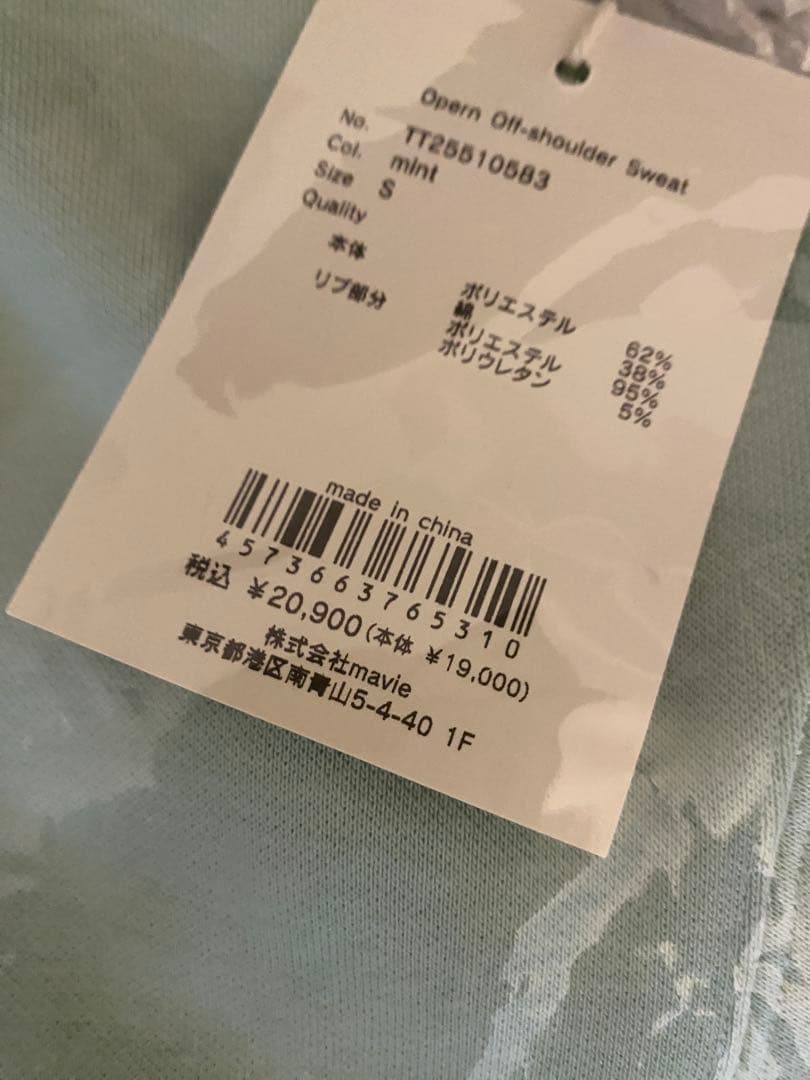 Opern Off-shoulder Sweat
No. TT25510583
Col. mint
Size S
Quality
本体 ポリエステル 62%
綿 38%
リブ部分 ポリエステル 95%
ポリウレタン 5%
made in china
4573663765310
税込 ¥20,900(本体 ¥19,000)
株式会社mavie
東京都港区南青山5-4-40 1F